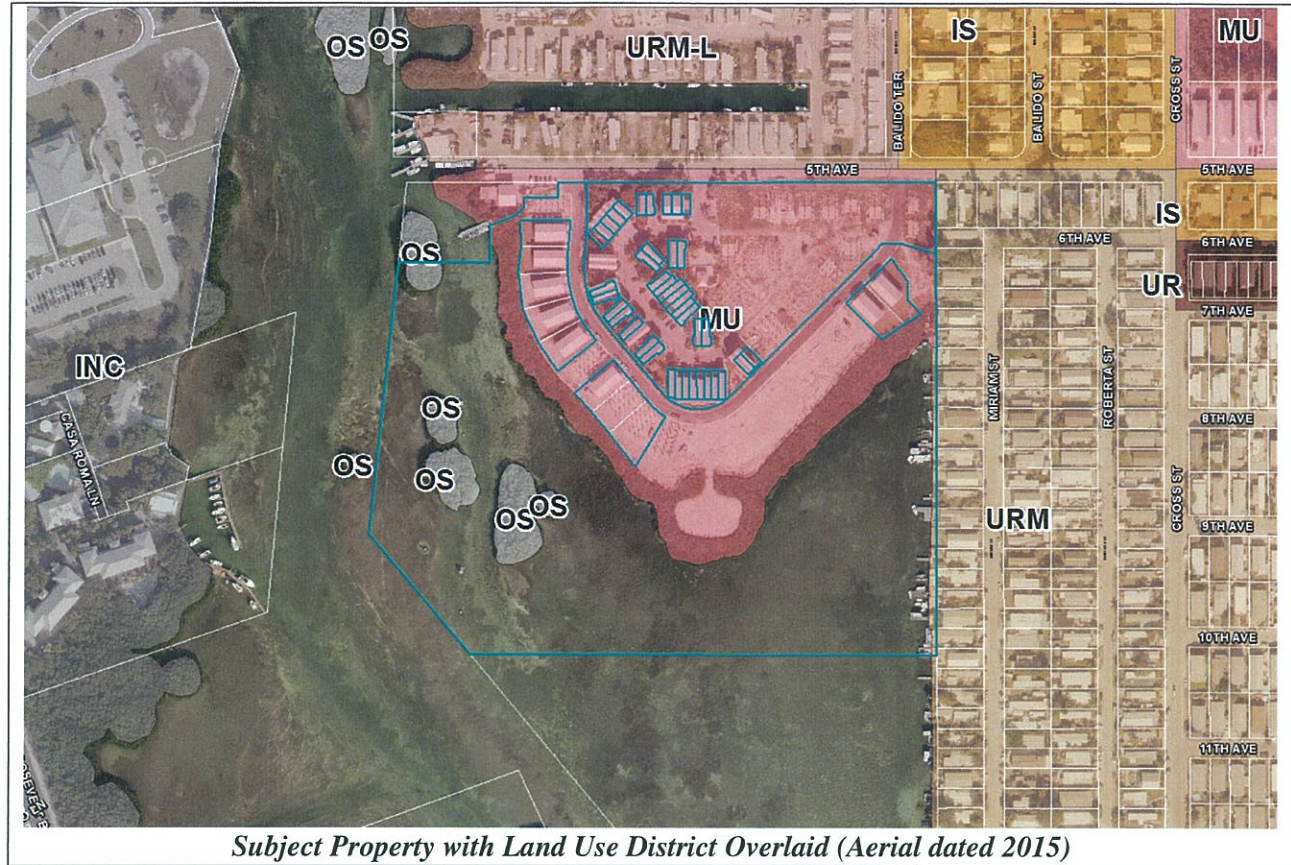 OS
OS
URM-L
IS
MU
BALIDO TER
BALIDO ST
CROSS ST
5TH AVE
5TH AVE
IS
OS
6TH AVE
6TH AVE
UR
7TH AVE
MU
INC
CASA ROMA LN
MIRIAM ST
ROBERTA ST
OS
8TH AVE
OS
OS
OS
OS
URM
CROSS ST
9TH AVE
10TH AVE
11TH AVE
Subject Property with Land Use District Overlaid (Aerial dated 2015)